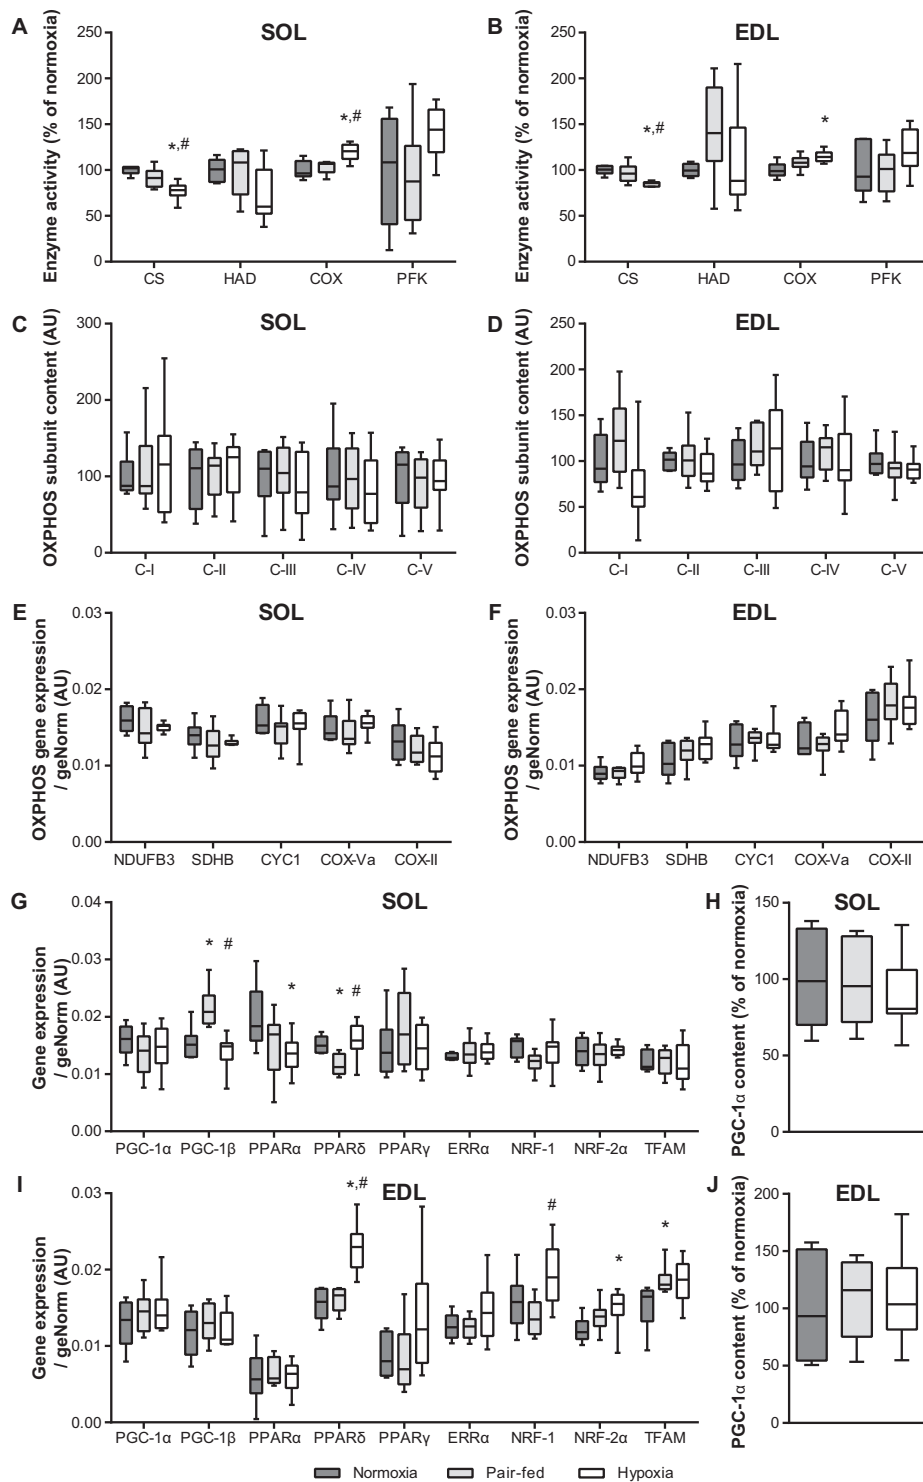 A
SOL
Enzyme activity (% of normoxia)
250
200
150
100
50
0
*,#
*,#
CS HAD COX PFK
B
EDL
Enzyme activity (% of normoxia)
250
200
150
100
50
0
*,#
*
CS HAD COX PFK
C
SOL
OXPHOS subunit content (AU)
300
200
100
0
C-I C-II C-III C-IV C-V
D
EDL
OXPHOS subunit content (AU)
250
200
150
100
50
0
C-I C-II C-III C-IV C-V
E
SOL
OXPHOS gene expression
/ geNorm (AU)
0.03
0.02
0.01
0.00
NDUFB3 SDHB CYC1 COX-Va COX-II
F
EDL
OXPHOS gene expression
/ geNorm (AU)
0.03
0.02
0.01
0.00
NDUFB3 SDHB CYC1 COX-Va COX-II
G
SOL
Gene expression
/ geNorm (AU)
0.04
0.03
0.02
0.01
0.00
* # * * #
PGC-1α PGC-1β PPARα PPARδ PPARγ ERRα NRF-1 NRF-2α TFAM
H
SOL
PGC-1α content (% of normoxia)
150
100
50
0
I
EDL
Gene expression
/ geNorm (AU)
0.03
0.02
0.01
0.00
*,# # * *
PGC-1α PGC-1β PPARα PPARδ PPARγ ERRα NRF-1 NRF-2α TFAM
J
EDL
PGC-1α content (% of normoxia)
200
150
100
50
0
Normoxia Pair-fed Hypoxia